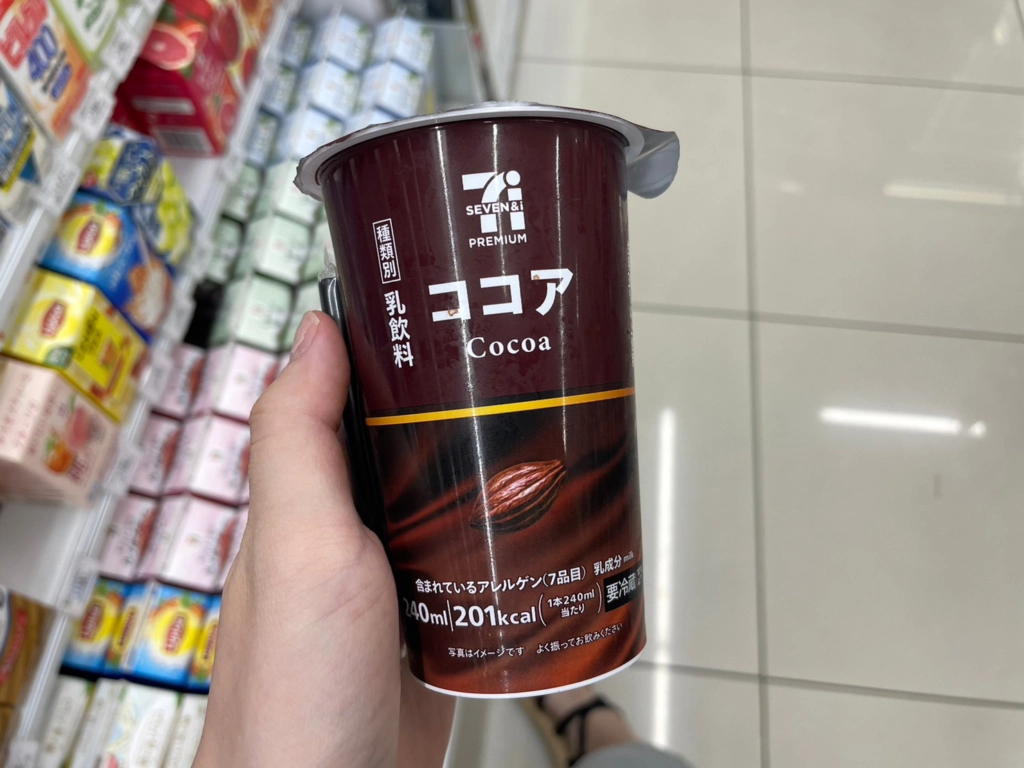 SEVEN&i
PREMIUM
種類別
乳飲料
ココア
Cocoa
含まれているアレルゲン(7品目) 乳成分 milk
240ml 201kcal (1本240ml当たり) 要冷蔵
写真はイメージです よく振ってお飲みください
Lipton
Lipton